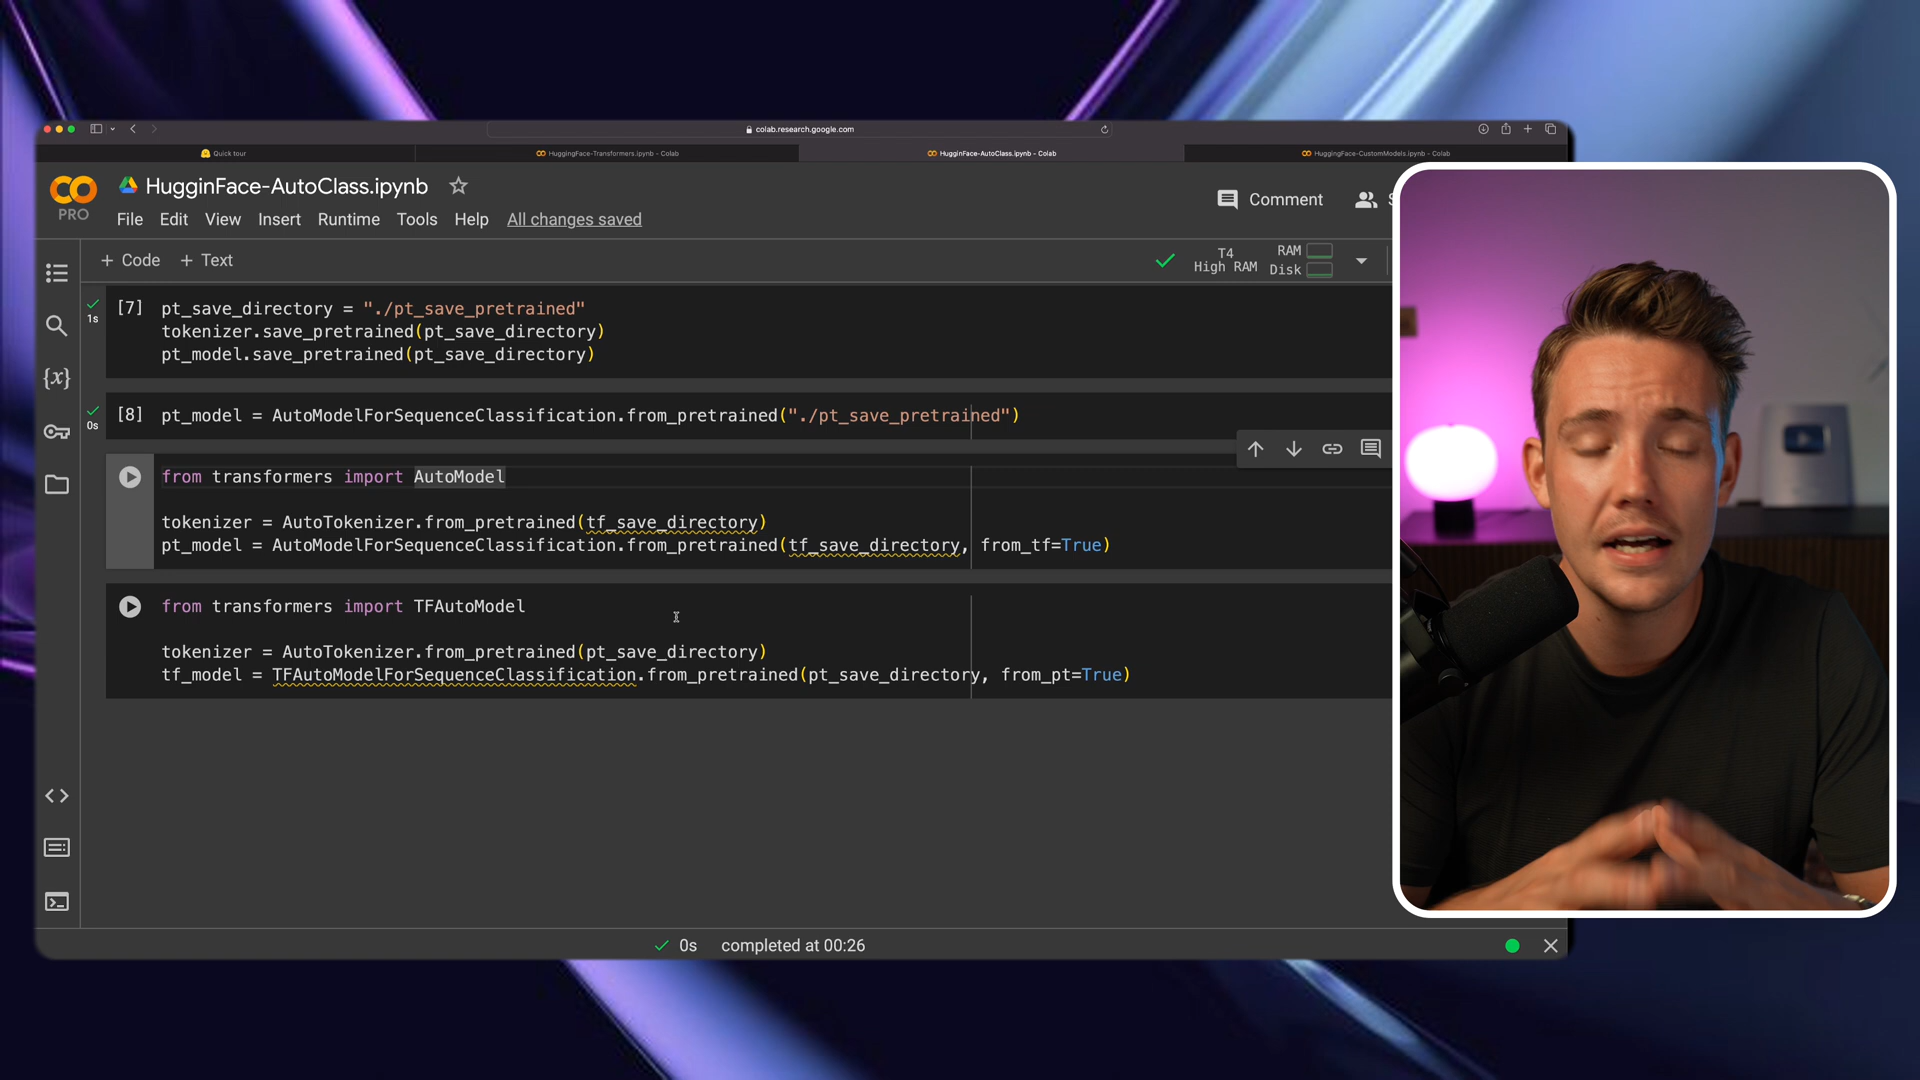 colab.research.google.com
Quick tour
HuggingFace-Transformers.ipynb - Colab
HugginFace-AutoClass.ipynb - Colab
HuggingFace-CustomModels.ipynb - Colab
PRO
HugginFace-AutoClass.ipynb
Comment
File Edit View Insert Runtime Tools Help All changes saved
+ Code + Text
T4
High RAM
RAM
Disk
1s
[7] pt_save_directory = "./pt_save_pretrained"
tokenizer.save_pretrained(pt_save_directory)
pt_model.save_pretrained(pt_save_directory)
0s
[8] pt_model = AutoModelForSequenceClassification.from_pretrained("./pt_save_pretrained")
from transformers import AutoModel
tokenizer = AutoTokenizer.from_pretrained(tf_save_directory)
pt_model = AutoModelForSequenceClassification.from_pretrained(tf_save_directory, from_tf=True)
from transformers import TFAutoModel
tokenizer = AutoTokenizer.from_pretrained(pt_save_directory)
tf_model = TFAutoModelForSequenceClassification.from_pretrained(pt_save_directory, from_pt=True)
0s completed at 00:26